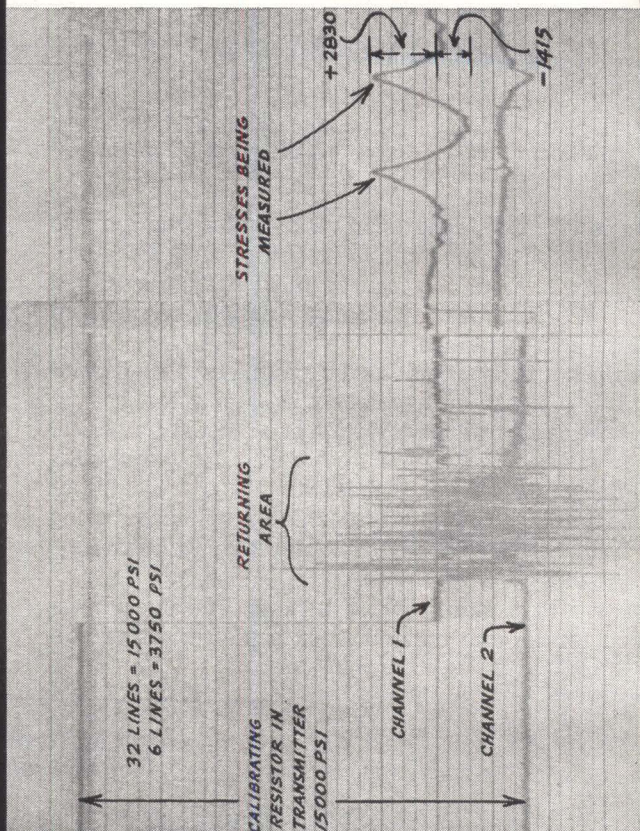 +2830
-1415
STRESSES BEING
MEASURED
RETURNING
AREA
32 LINES = 15000 PSI
6 LINES = 3750 PSI
CHANNEL 1
CHANNEL 2
CALIBRATING
RESISTOR IN
TRANSMITTER
15000 PSI